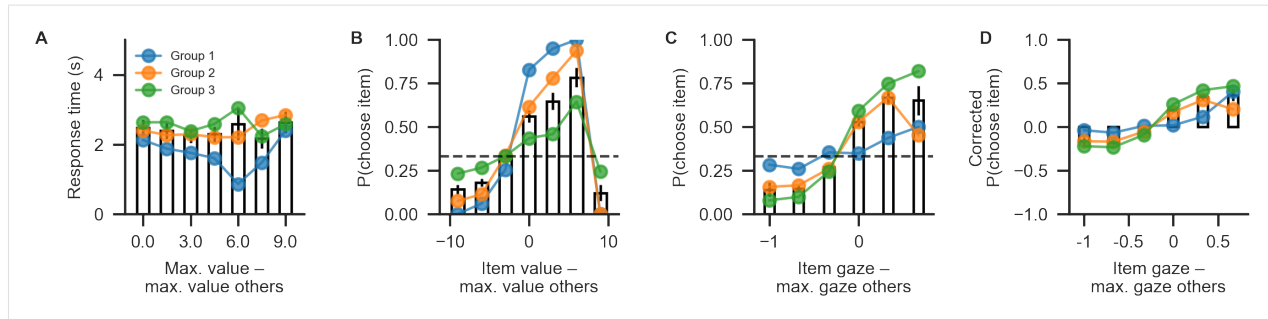 A
Response time (s)
4
2
0
Group 1
Group 2
Group 3
0.0 3.0 6.0 9.0
Max. value –
max. value others
B
P(choose item)
1.00
0.75
0.50
0.25
0.00
−10 0 10
Item value –
max. value others
C
P(choose item)
1.00
0.75
0.50
0.25
0.00
−1 0
Item gaze –
max. gaze others
D
Corrected
P(choose item)
1.0
0.5
0.0
−0.5
−1.0
-1 -0.5 0 0.5
Item gaze –
max. gaze others